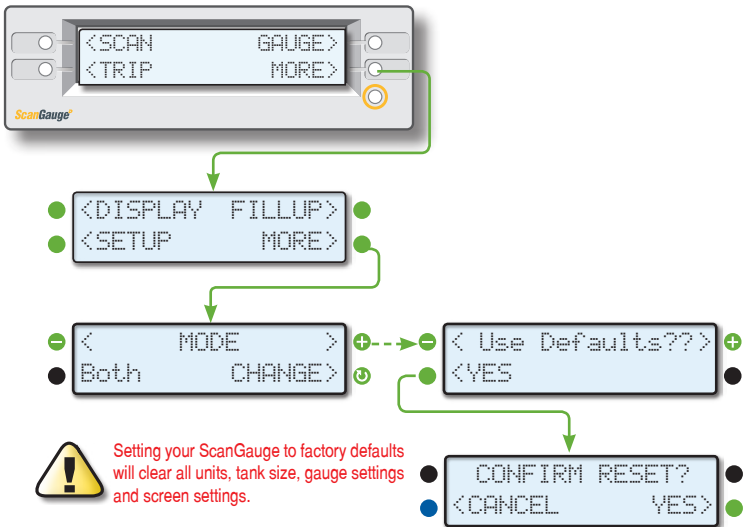 <SCAN GAUGE>
<TRIP MORE>
ScanGauge
<DISPLAY FILLUP>
<SETUP MORE>
< MODE >
Both CHANGE>
< Use Defaults??>
<YES
Setting your ScanGauge to factory defaults
will clear all units, tank size, gauge settings
and screen settings.
CONFIRM RESET?
<CANCEL YES>